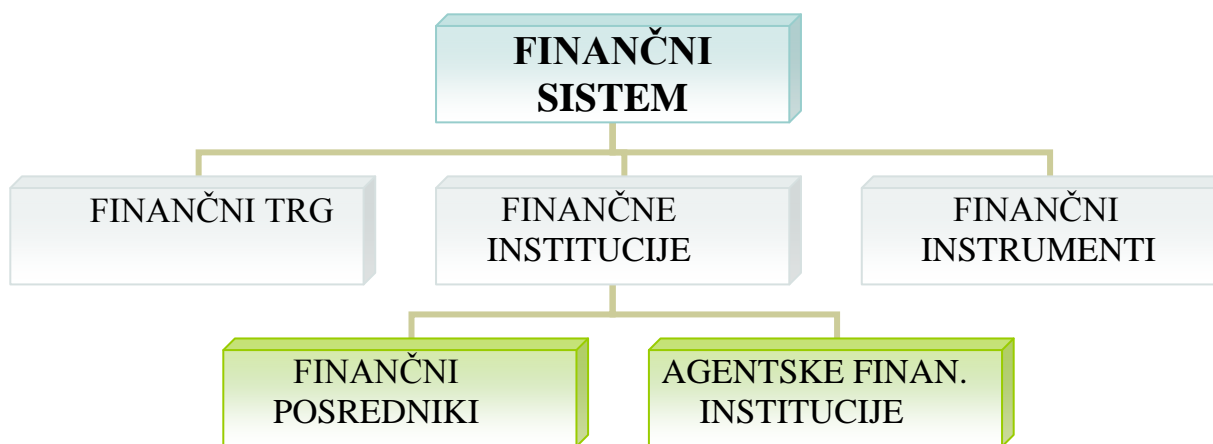 FINANČNI
SISTEM
FINANČNI TRG
FINANČNE
INSTITUCIJE
FINANČNI
INSTRUMENTI
FINANČNI
POSREDNIKI
AGENTSKE FINAN.
INSTITUCIJE